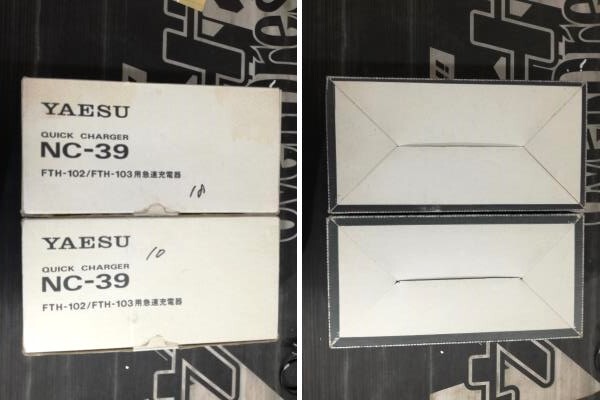 YAESU
QUICK CHARGER
NC-39
FTH-102/FTH-103用急速充電器
18
YAESU
10
QUICK CHARGER
NC-39
FTH-102/FTH-103用急速充電器